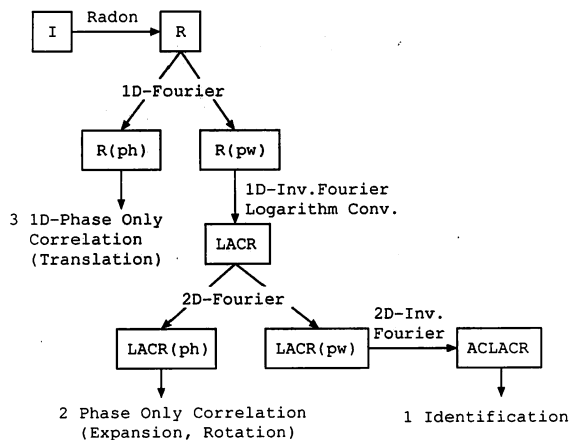 Radon
I
R
1D-Fourier
R(ph)
R(pw)
1D-Inv.Fourier
Logarithm Conv.
3 1D-Phase Only
Correlation
(Translation)
LACR
2D-Fourier
2D-Inv.
Fourier
LACR(ph)
LACR(pw)
ACLACR
2 Phase Only Correlation
(Expansion, Rotation)
1 Identification